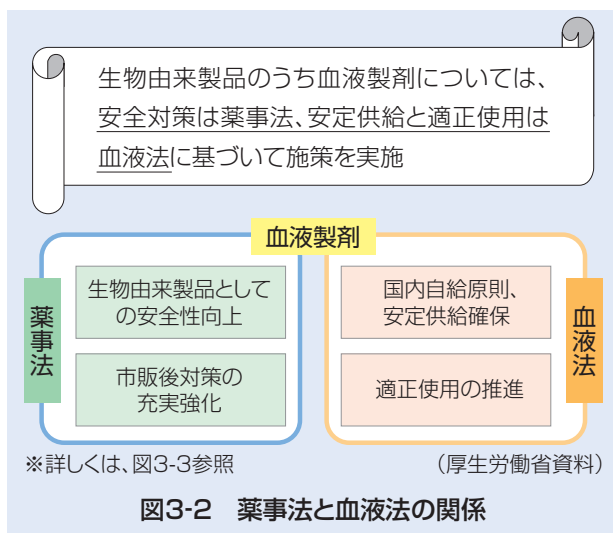 生物由来製品のうち血液製剤については、
安全対策は薬事法、安定供給と適正使用は
血液法に基づいて施策を実施
血液製剤
薬事法
生物由来製品として
の安全性向上
市販後対策の
充実強化
国内自給原則、
安定供給確保
適正使用の推進
血液法
※詳しくは、図3-3参照
（厚生労働省資料）
図3-2　薬事法と血液法の関係